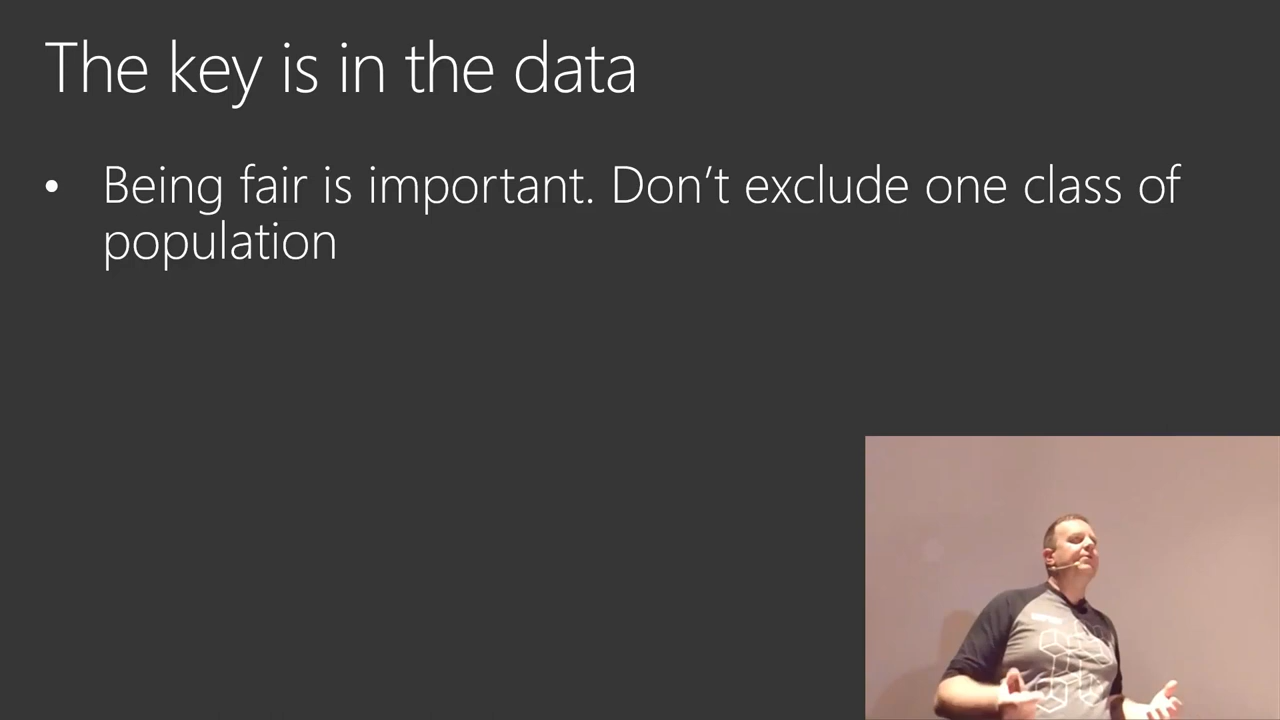 The key is in the data
• Being fair is important. Don’t exclude one class of
population